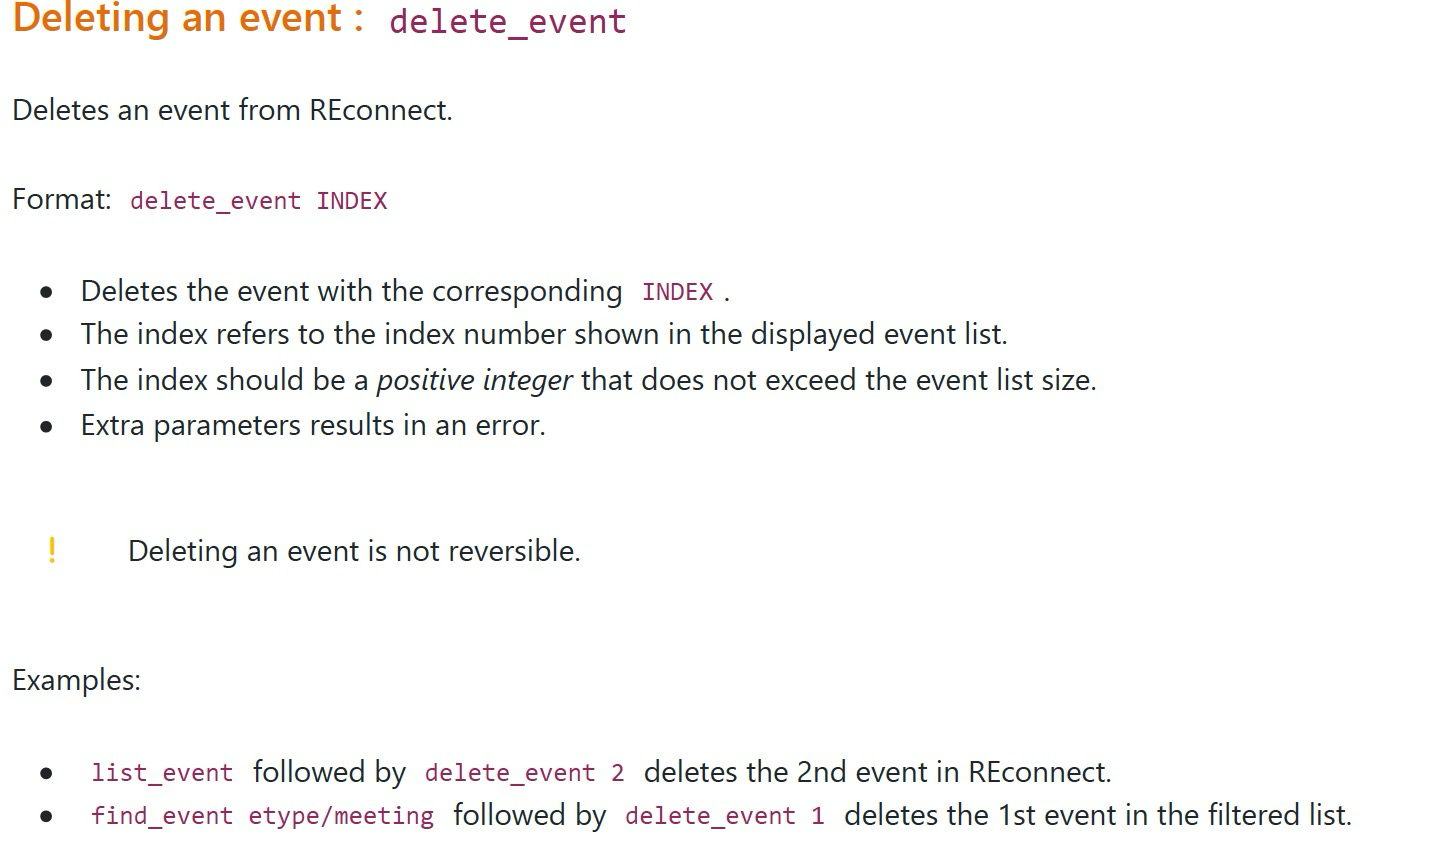 Deleting an event : delete_event
Deletes an event from REconnect.
Format: delete_event INDEX
• Deletes the event with the corresponding INDEX .
• The index refers to the index number shown in the displayed event list.
• The index should be a positive integer that does not exceed the event list size.
• Extra parameters results in an error.
! Deleting an event is not reversible.
Examples:
• list_event followed by delete_event 2 deletes the 2nd event in REconnect.
• find_event etype/meeting followed by delete_event 1 deletes the 1st event in the filtered list.